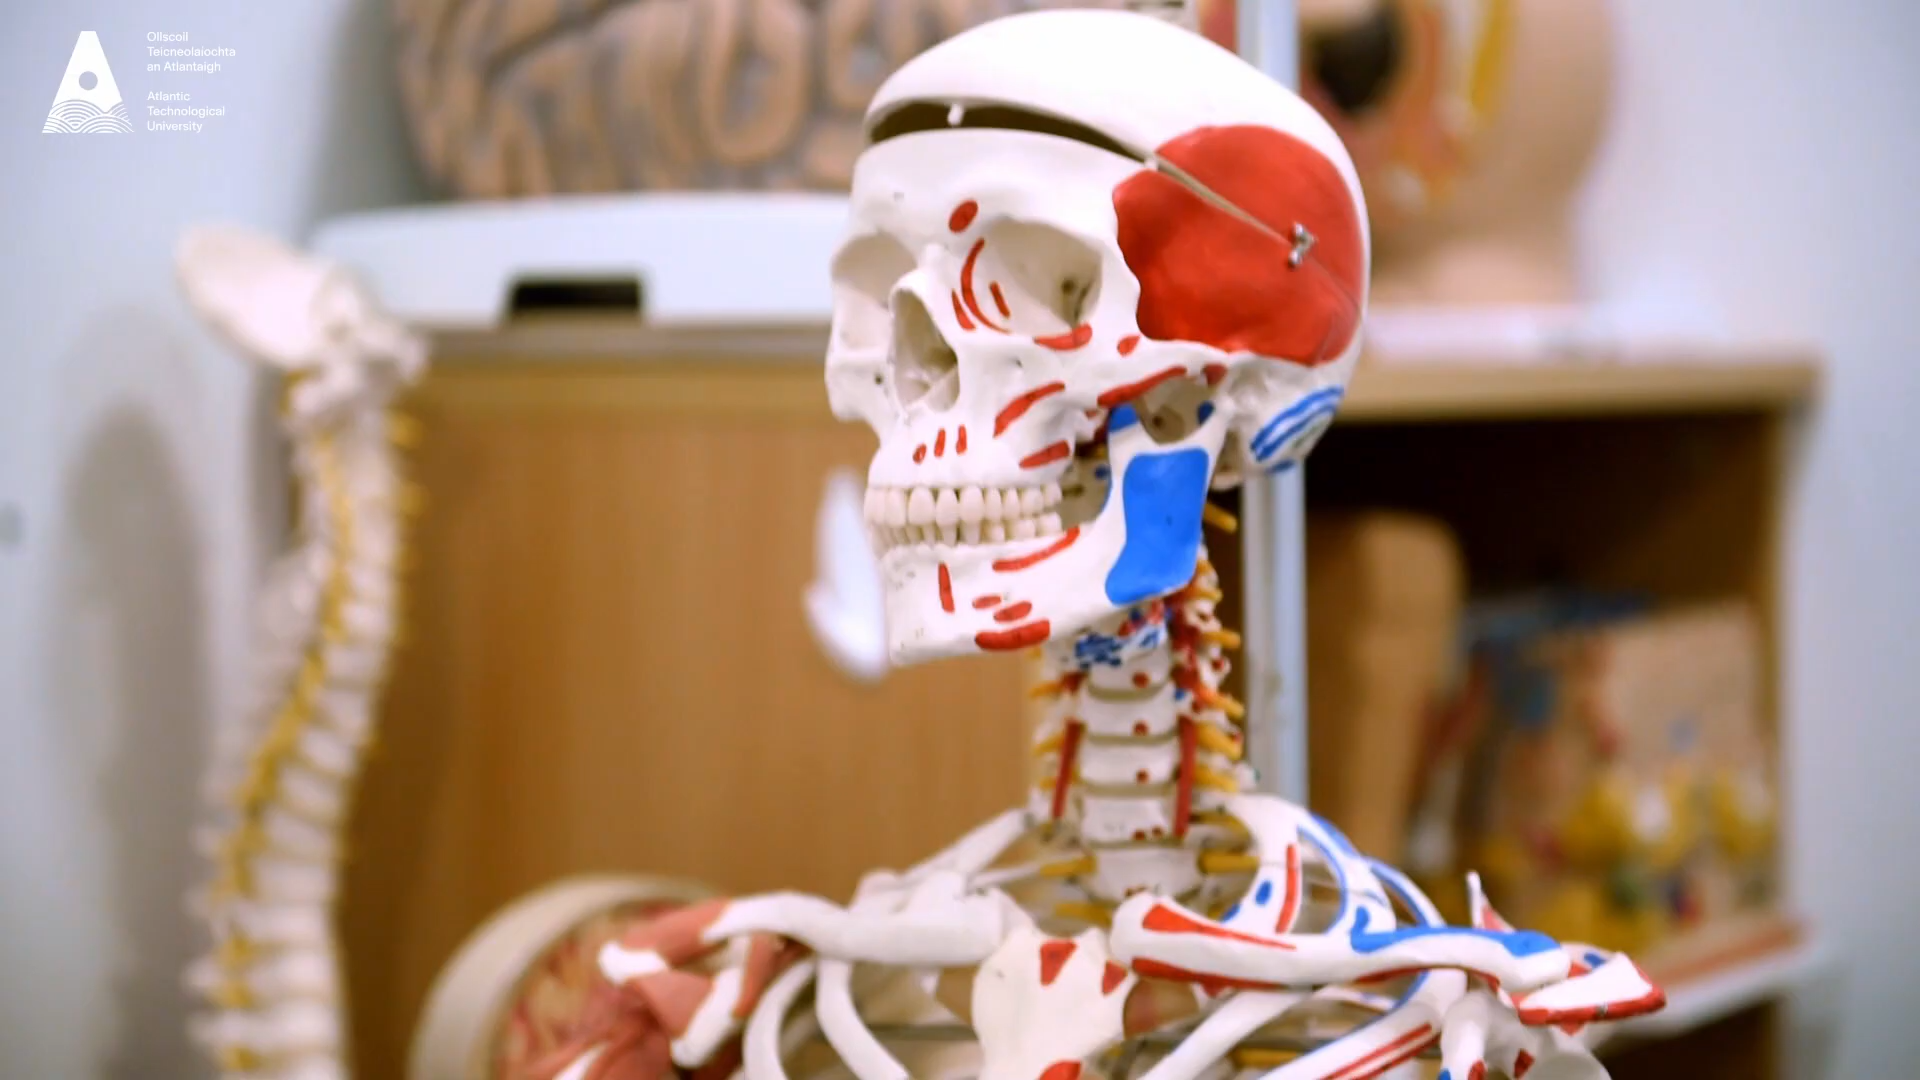 Ollscoil
Teicneolaíochta
an Atlantaigh
Atlantic
Technological
University